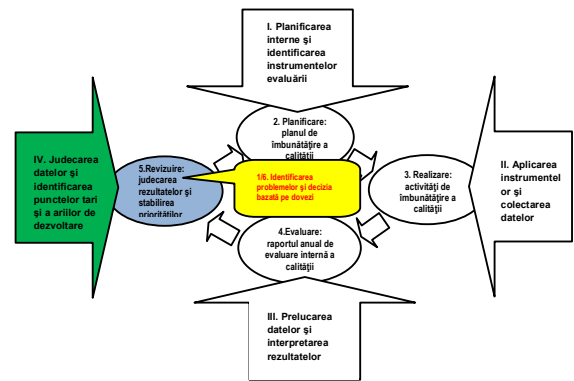 I. Planificarea
interne şi
identificarea
instrumentelor
evaluării
2. Planificare:
planul de
îmbunătăţire a
calităţii
IV. Judecarea
datelor şi
identificarea
punctelor tari
şi a ariilor de
dezvoltare
5.Revizuire:
judecarea
rezultatelor şi
stabilirea
priorităţilor
1/6. Identificarea
problemelor şi decizia
bazată pe dovezi
3. Realizare:
activităţi de
îmbunătăţire a
calităţii
II. Aplicarea
instrumentel
or şi
colectarea
datelor
4.Evaluare:
raportul anual de
evaluare internă a
calităţii
III. Prelucarea
datelor şi
interpretarea
rezultatelor